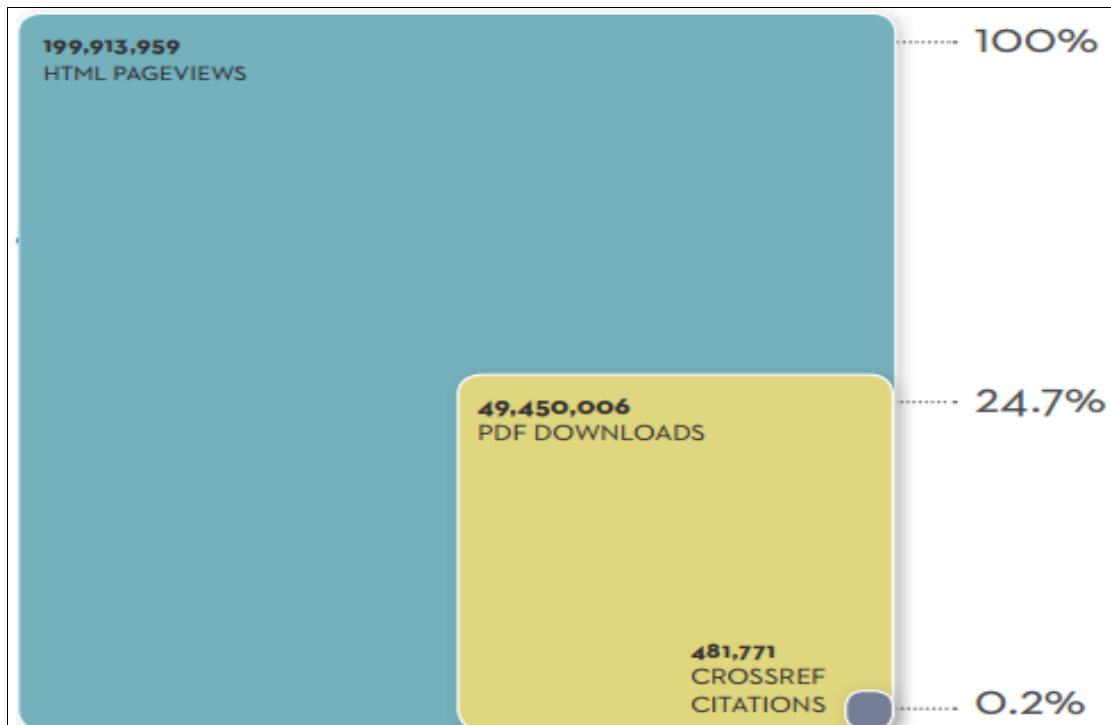 199,913,959
HTML PAGEVIEWS
100%
49,450,006
PDF DOWNLOADS
24.7%
481,771
CROSSREF
CITATIONS
0.2%